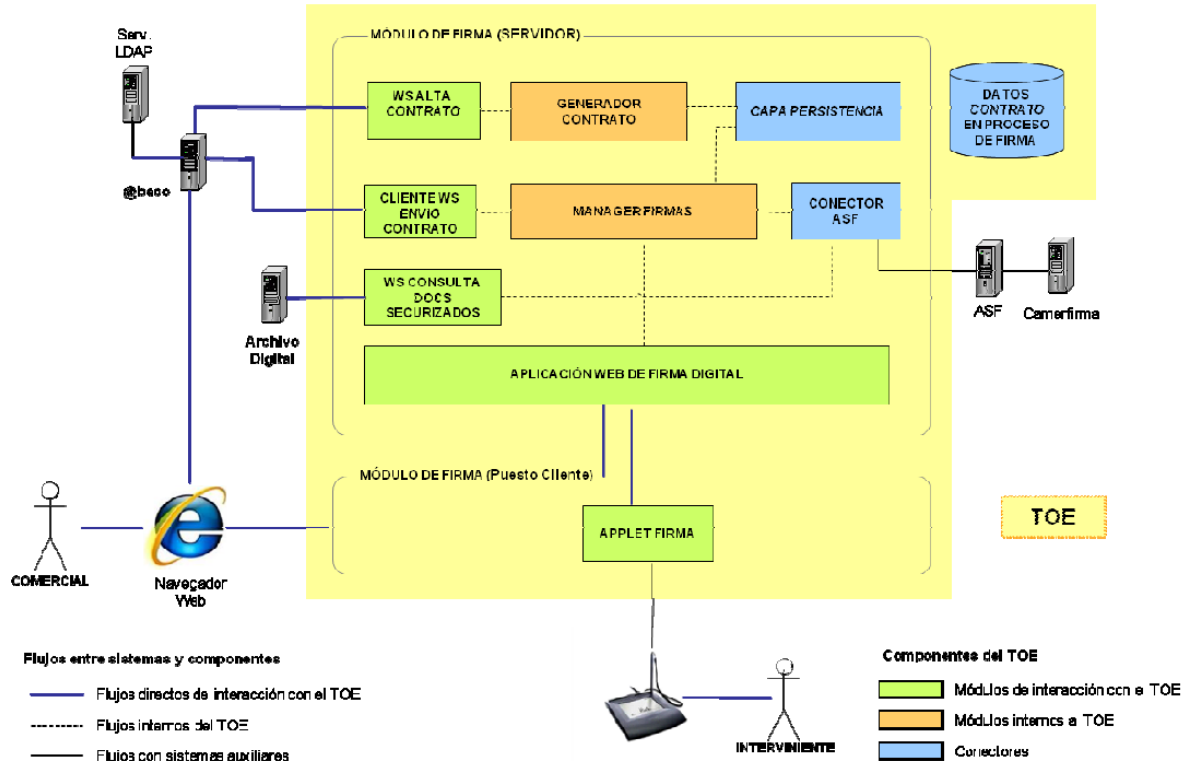 Serv.
LDAP
@beco
MÓDULO DE FIRMA (SERVIDOR)
WS ALTA
CONTRATO
GENERADOR
CONTRATO
CAPA PERSISTENCIA
DATOS
CONTRATO
EN PROCESO
DE FIRMA
CLIENTE WS
ENVÍO
CONTRATO
MANAGER FIRMAS
CONECTOR
ASF
WS CONSULTA
DOCS
SECURIZADOS
Archivo
Digital
ASF
Camerfirma
APLICACIÓN WEB DE FIRMA DIGITAL
MÓDULO DE FIRMA (Puesto Cliente)
APPLET FIRMA
TOE
COMERCIAL
Navegador
Web
Flujos entre sistemas y componentes
Flujos directos de interacción con el TOE
Flujos internos del TOE
Flujos con sistemas auxiliares
INTERVINIENTE
Componentes del TOE
Módulos de interacción con el TOE
Módulos internos al TOE
Conectores